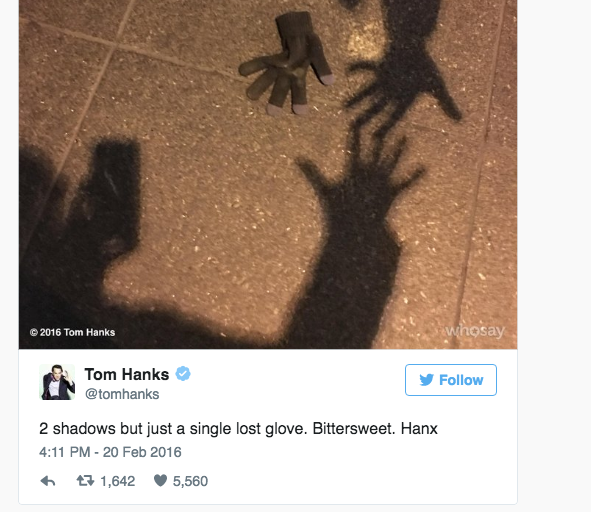 © 2016 Tom Hanks
whosay
Tom Hanks
Follow
@tomhanks
2 shadows but just a single lost glove. Bittersweet. Hanx
4:11 PM - 20 Feb 2016
1,642 5,560